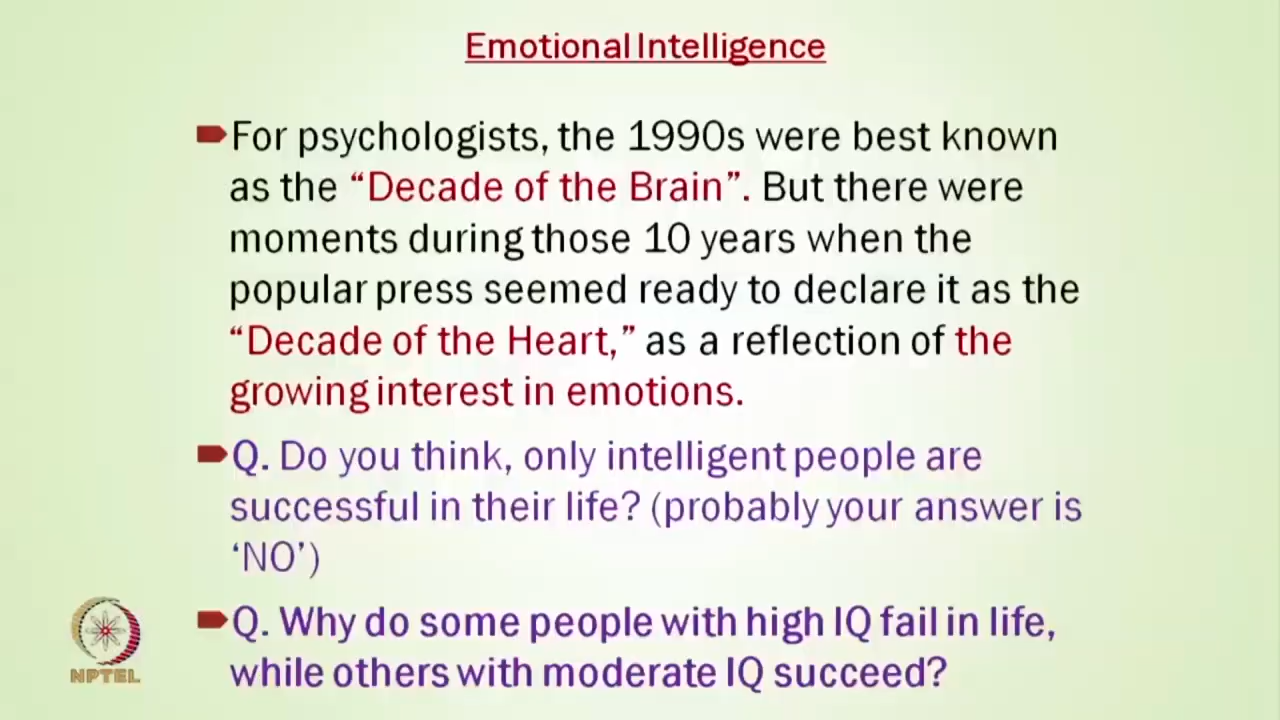 Emotional Intelligence
For psychologists, the 1990s were best known
as the “Decade of the Brain”. But there were
moments during those 10 years when the
popular press seemed ready to declare it as the
“Decade of the Heart,” as a reflection of the
growing interest in emotions.
Q. Do you think, only intelligent people are
successful in their life? (probably your answer is
‘NO’)
Q. Why do some people with high IQ fail in life,
while others with moderate IQ succeed?
NPTEL